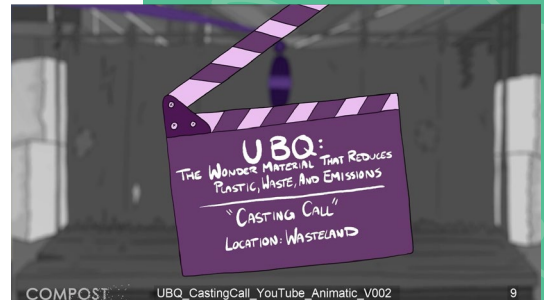 UBQ:
THE WONDER MATERIAL THAT REDUCES
PLASTIC, WASTE, AND EMISSIONS
"CASTING CALL"
LOCATION: WASTELAND
COMPOST UBQ_CastingCall_YouTube_Animatic_V002 9